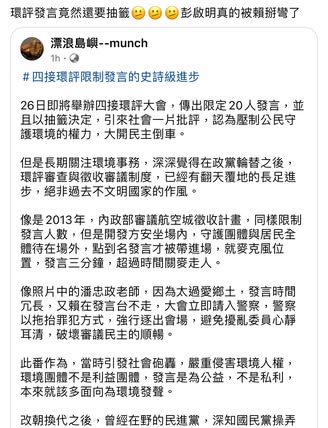 環評發言竟然還要抽籤🫤🫤🫤彭啟明真的被賴掰彎了
漂浪島嶼--munch
1h ·
#四接環評限制發言的史詩級進步
26日即將舉辦四接環評大會，傳出限定20人發言，並
且以抽籤決定，引來社會一片批評，認為壓制公民守
護環境的權力，大開民主倒車。
但是長期關注環境事務，深深覺得在政黨輪替之後，
環評審查與徵收審議制度，已經有翻天覆地的長足進
步，絕非過去不文明國家的作風。
像是2013年，內政部審議航空城徵收計畫，同樣限制
發言人數，但是開發方安坐場內，守護團體與居民全
體待在場外，點到名發言才被帶進場，就麥克風位
置，發言三分鐘，超過時間關麥走人。
像照片中的潘忠政老師，因為太過愛鄉土，發言時間
冗長，又賴在發言台不走，大會立即請入警察，警察
以拖抬罪犯方式，強行逐出會場，避免擾亂委員心靜
耳清，破壞審議民主的順暢。
此番作為，當時引發社會砲轟，嚴重侵害環境人權，
環境團體不是利益團體，發言是為公益，不是私利，
本來就該多面向為環境發聲。
改朝換代之後，曾經在野的民進黨，深知國民黨操弄